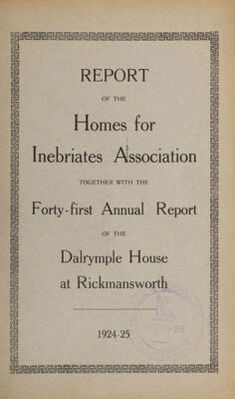 REPORT
OF THE
Homes for
Inebriates Association
TOGETHER WITH THE
Forty-first Annual Report
OF THE
Dalrymple House
at Rickmansworth
1924-25